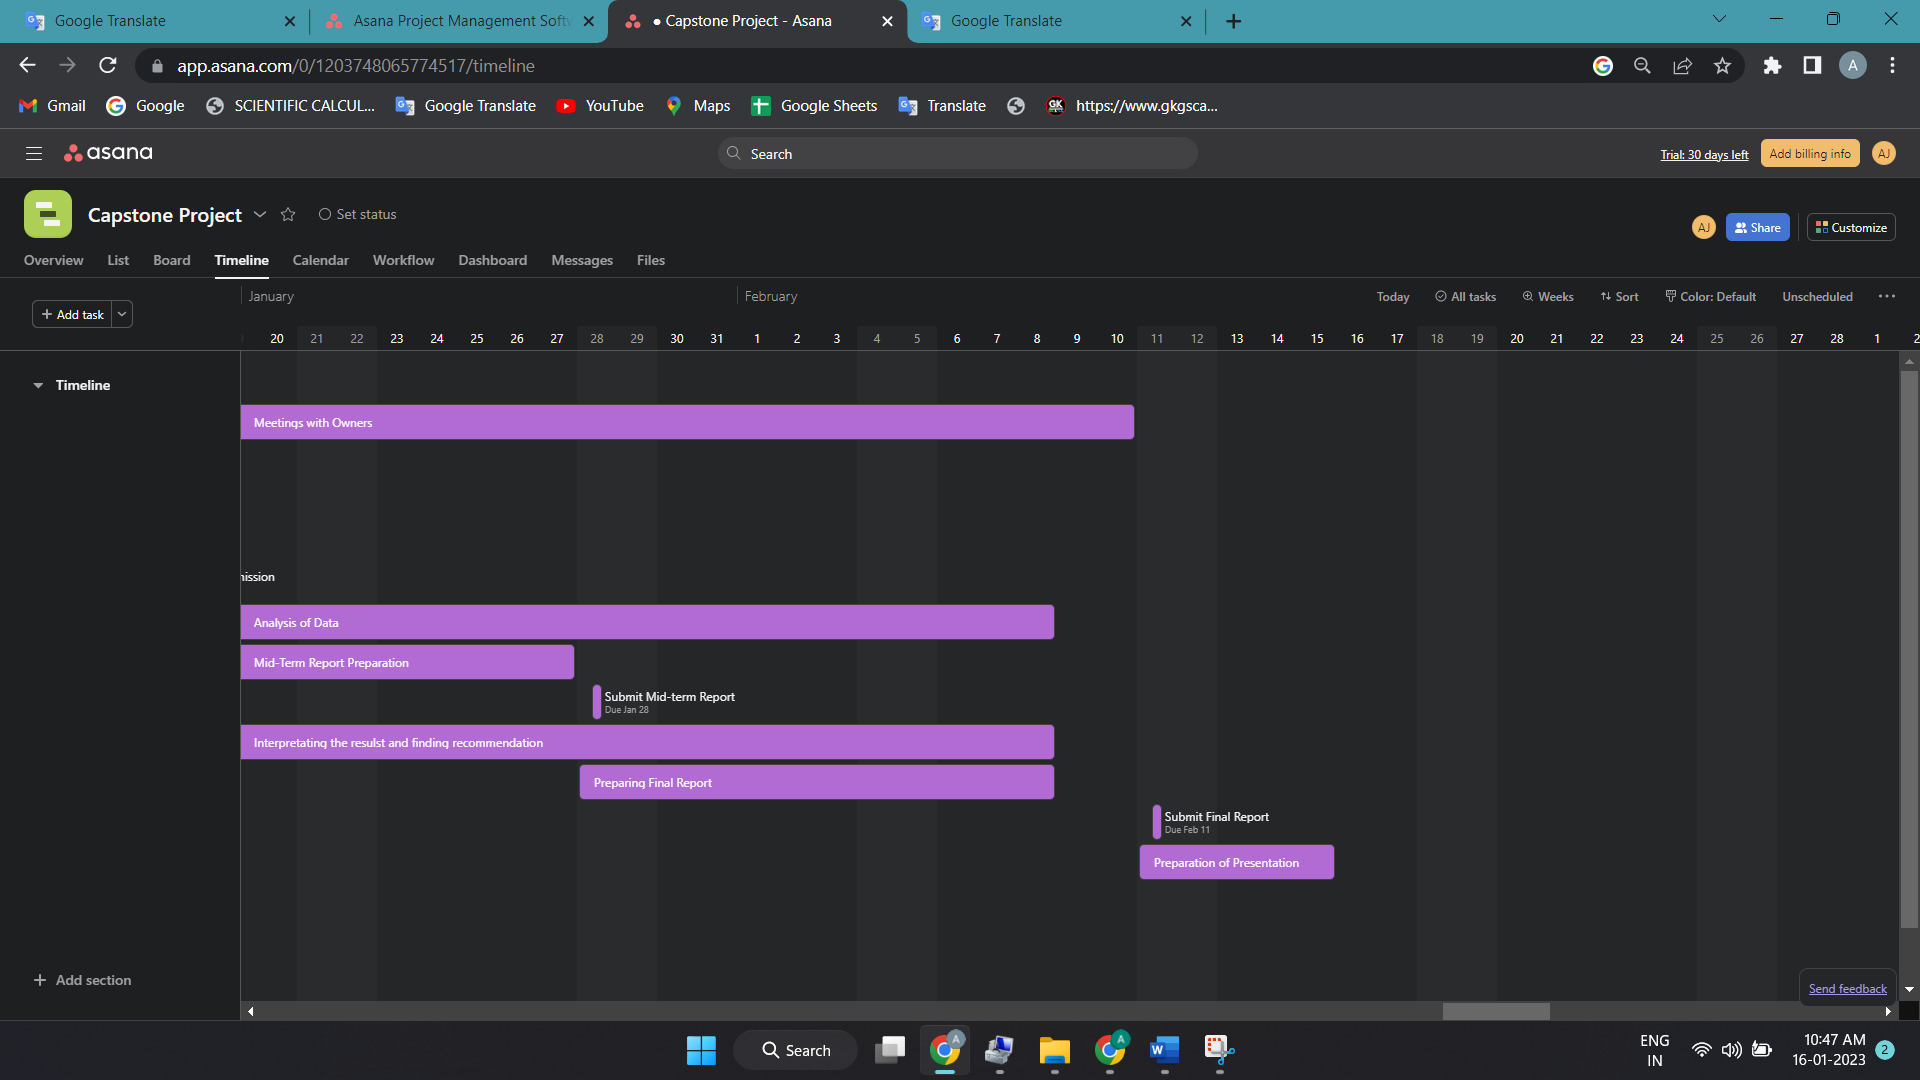 Google Translate
Asana Project Management Softw
● Capstone Project - Asana
Google Translate
app.asana.com/0/1203748065774517/timeline
A
Gmail
Google
SCIENTIFIC CALCUL...
Google Translate
YouTube
Maps
Google Sheets
Translate
https://www.gkgsca...
asana
Search
Trial: 30 days left
Add billing info
AJ
Capstone Project
Set status
AJ
Share
Customize
Overview
List
Board
Timeline
Calendar
Workflow
Dashboard
Messages
Files
+ Add task
January
February
Today
All tasks
Weeks
Sort
Color: Default
Unscheduled
20 21 22 23 24 25 26 27 28 29 30 31 1 2 3 4 5 6 7 8 9 10 11 12 13 14 15 16 17 18 19 20 21 22 23 24 25 26 27 28 1 2
Timeline
Meetings with Owners
nission
Analysis of Data
Mid-Term Report Preparation
Submit Mid-term Report
Due Jan 28
Interpretating the resulst and finding recommendation
Preparing Final Report
Submit Final Report
Due Feb 11
Preparation of Presentation
+ Add section
Send feedback
Search
ENG
IN
10:47 AM
16-01-2023
2